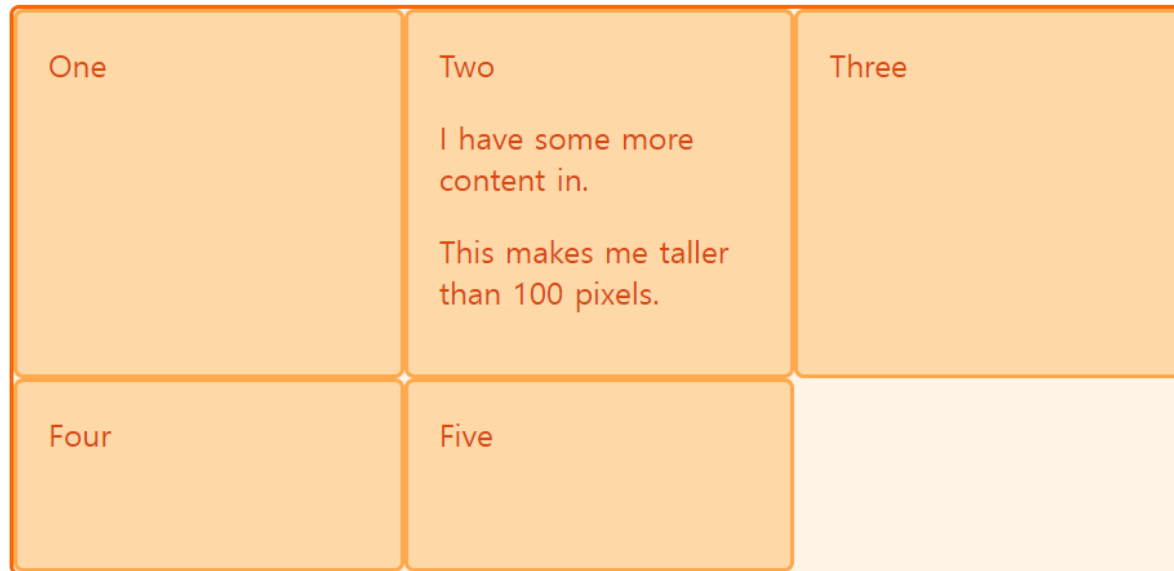 One
Two
I have some more
content in.
This makes me taller
than 100 pixels.
Three
Four
Five